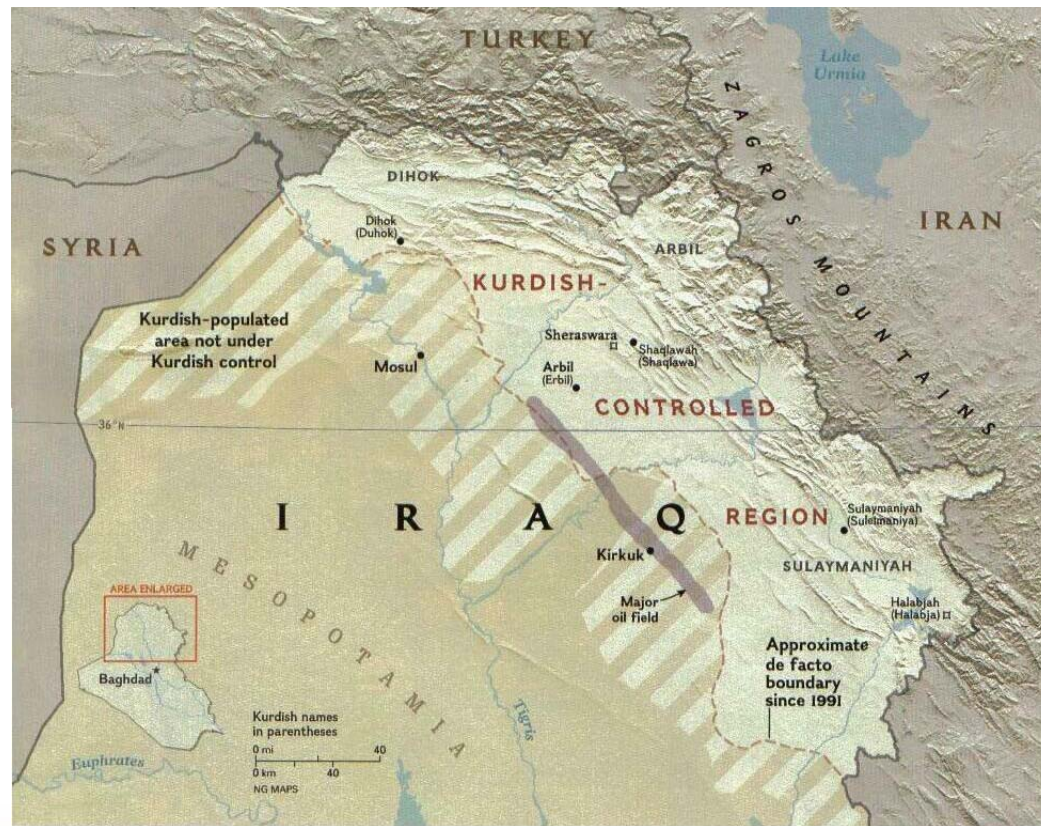 TURKEY
Lake
Urmia
ZAGROS MOUNTAINS
DIHOK
Dihok
(Duhok)
SYRIA
IRAN
ARBIL
KURDISH-
Kurdish-populated
area not under
Kurdish control
Sheraswara
Shaqlawah
(Shaqlawa)
Mosul
Arbil
(Erbil)
CONTROLLED
36°N
IRAQ
REGION
Sulaymaniyah
(Suleimaniya)
Kirkuk
SULAYMANIYAH
MESOPOTAMIA
AREA ENLARGED
Major
oil field
Halabjah
(Halabja)
Approximate
de facto
boundary
since 1991
Baghdad
Tigris
Kurdish names
in parentheses
0 mi 40
0 km 40
NG MAPS
Euphrates